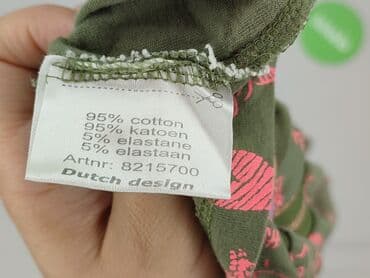 95% cotton
95% katoen
5% elastane
5% elastaan
Artnr: 8215700
Dutch design